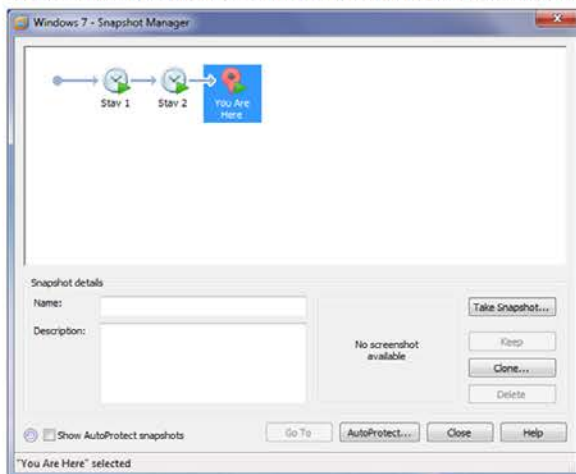 Windows 7 - Snapshot Manager
Stav 1
Stav 2
You Are
Here
Snapshot details
Name:
Description:
No screenshot
available
Take Snapshot...
Keep
Clone...
Delete
Show AutoProtect snapshots
Go To
AutoProtect...
Close
Help
"You Are Here" selected